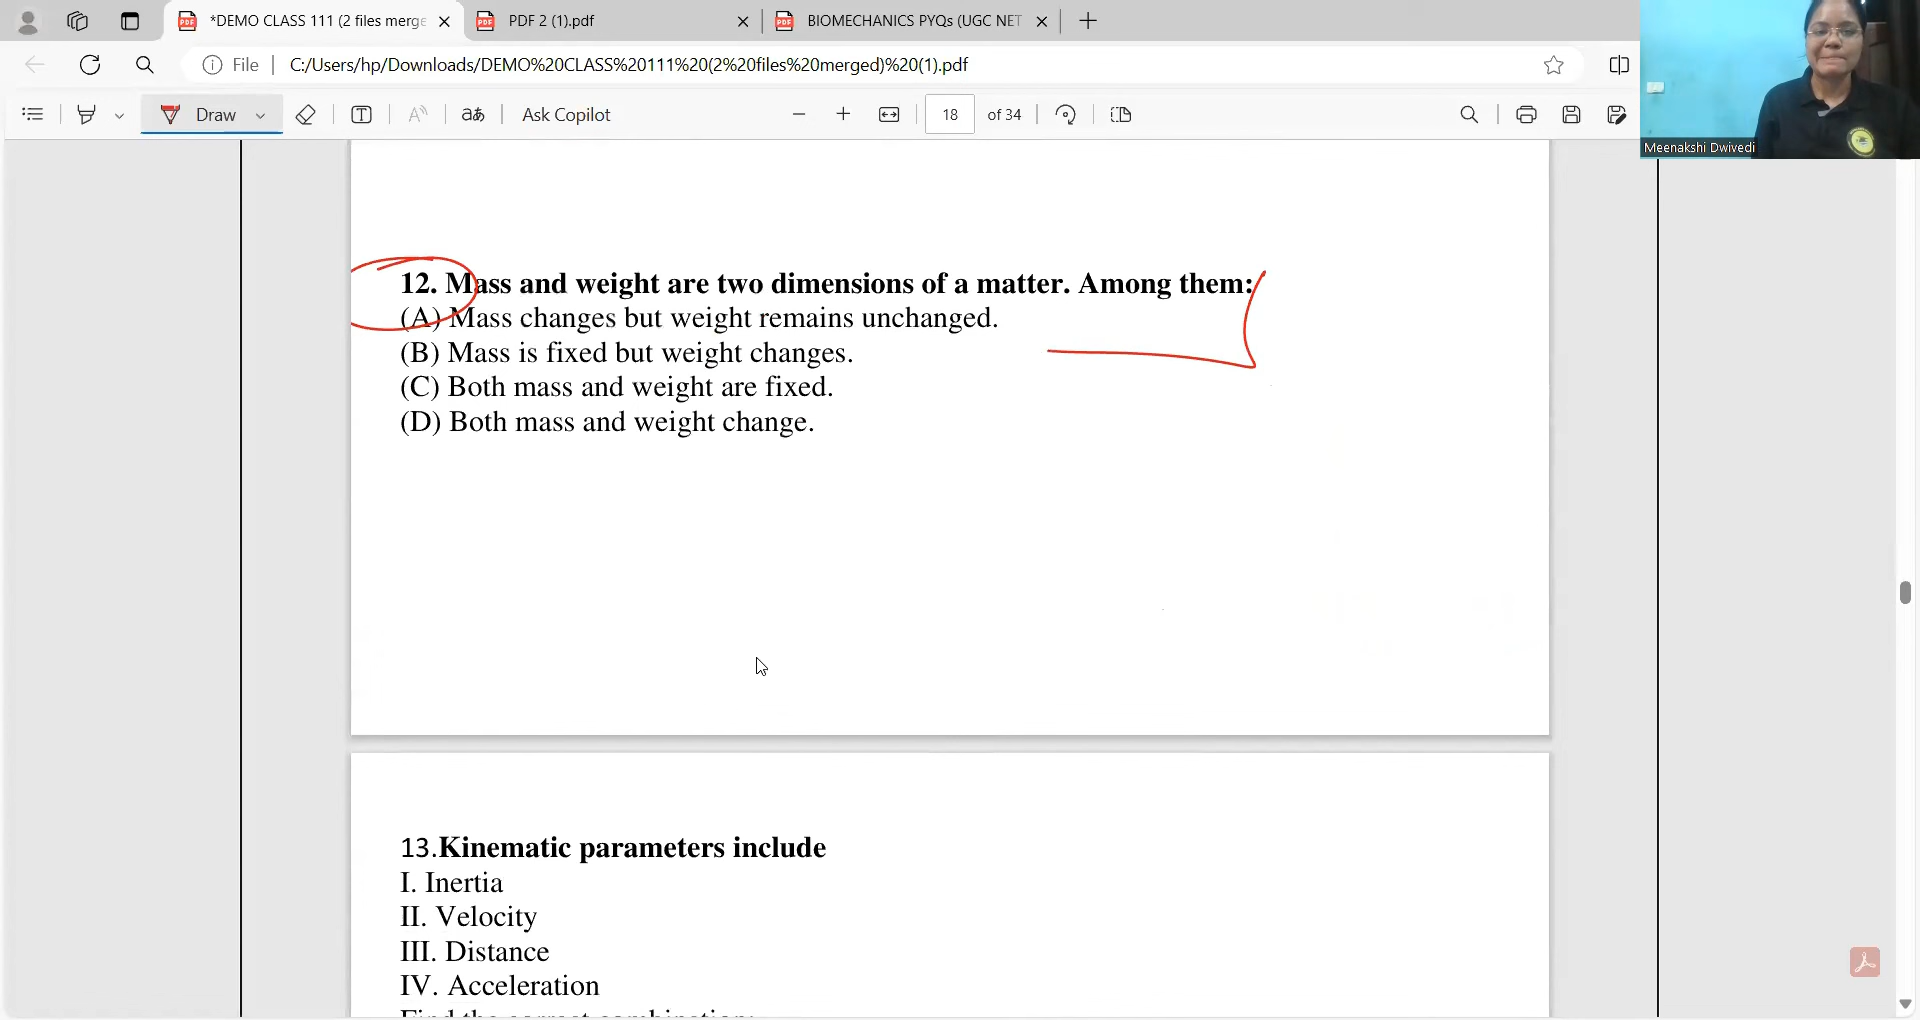 *DEMO CLASS 111 (2 files merge
PDF 2 (1).pdf
BIOMECHANICS PYQs (UGC NET
File
C:/Users/hp/Downloads/DEMO%20CLASS%20111%20(2%20files%20merged)%20(1).pdf
Draw
Ask Copilot
18 of 34
Meenakshi Dwivedi
12. Mass and weight are two dimensions of a matter. Among them:
(A) Mass changes but weight remains unchanged.
(B) Mass is fixed but weight changes.
(C) Both mass and weight are fixed.
(D) Both mass and weight change.
13.Kinematic parameters include
I. Inertia
II. Velocity
III. Distance
IV. Acceleration
Find the correct combination: